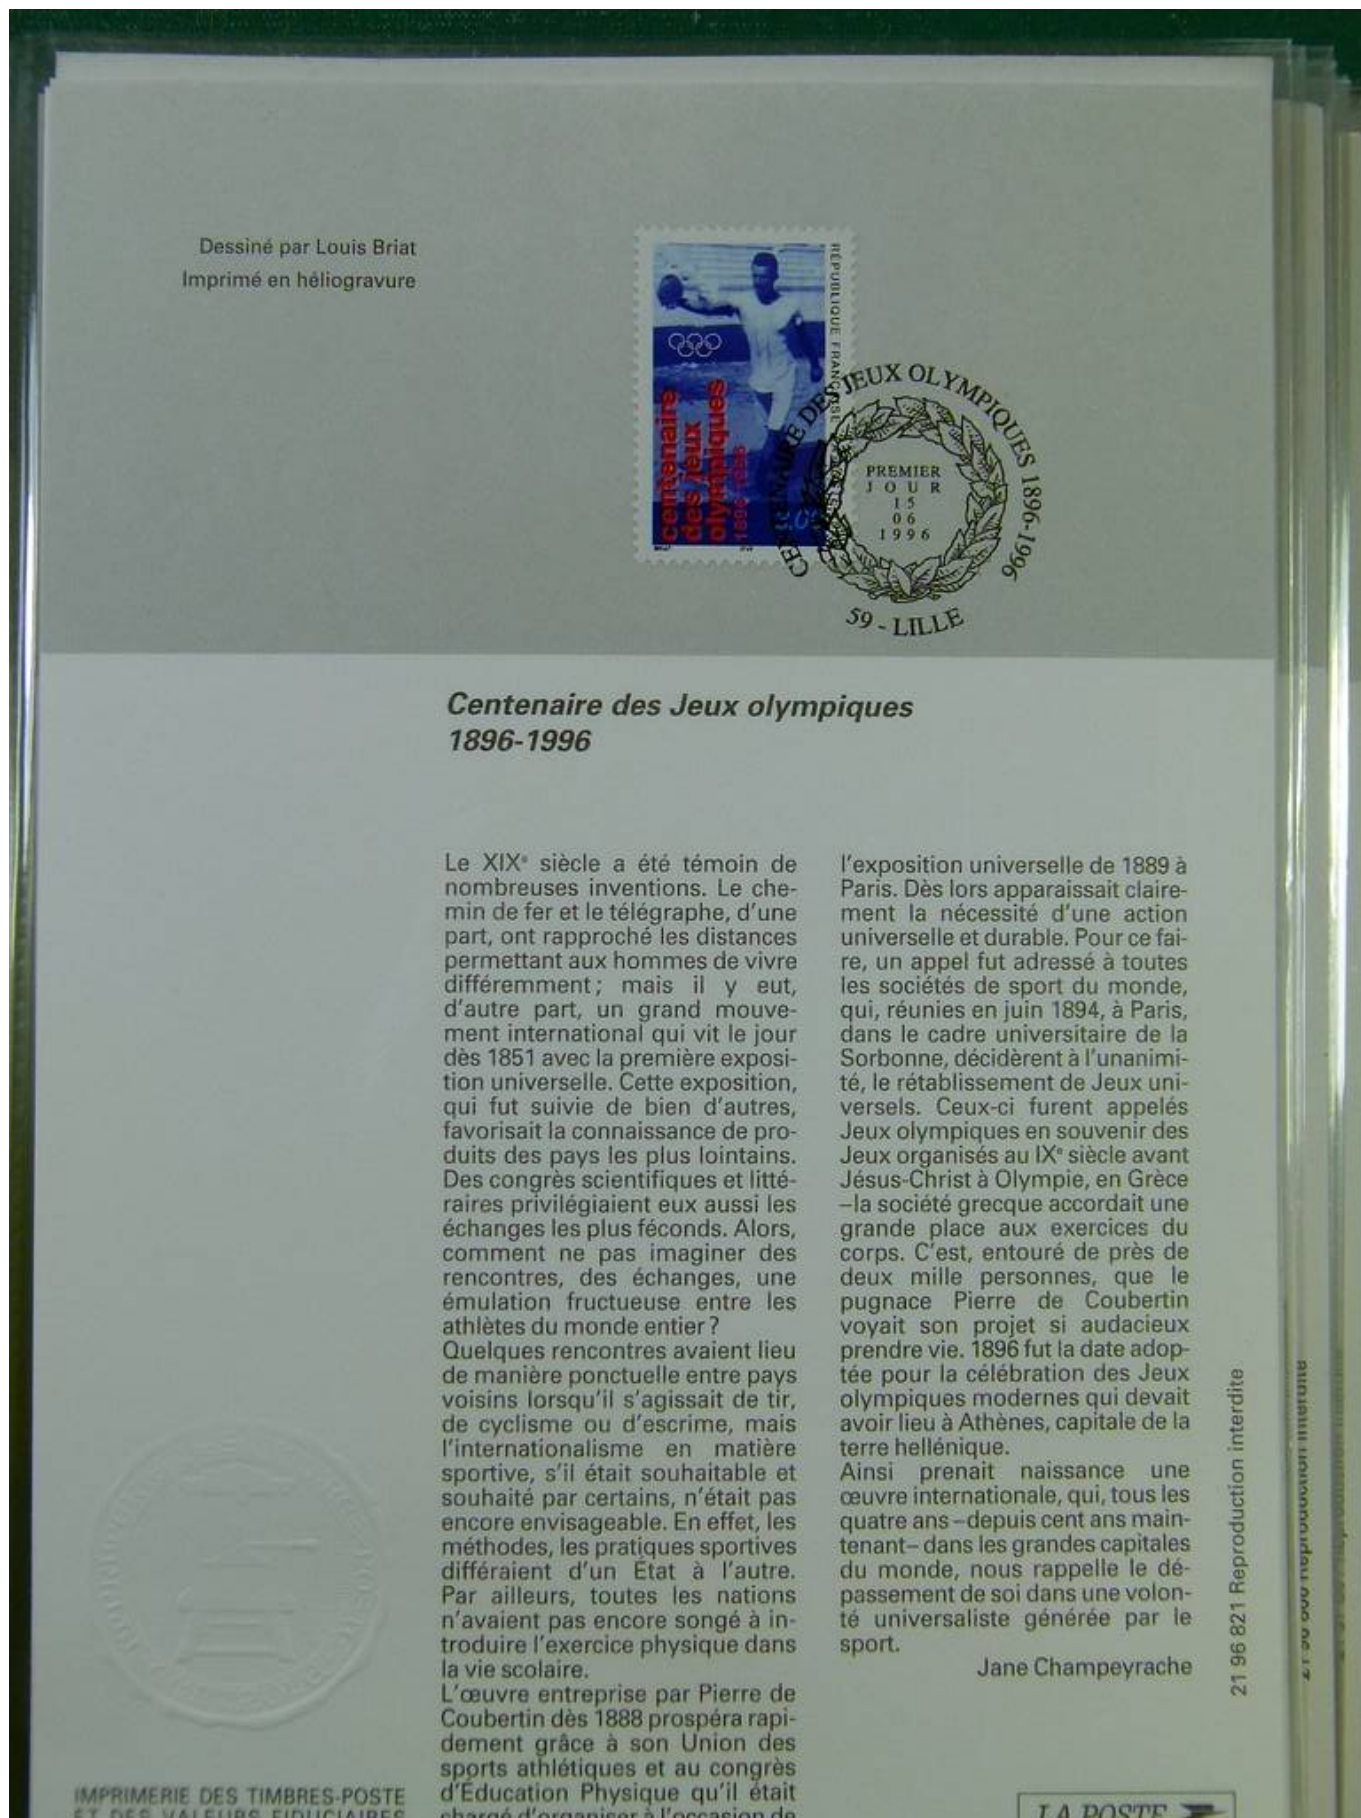 Dessiné par Louis Briat
Imprimé en héliogravure
RÉPUBLIQUE FRANÇAISE
centenaire
des jeux
olympiques
1896-1996
CENTENAIRE DES JEUX OLYMPIQUES 1896-1996
PREMIER
JOUR
15
06
1996
59 - LILLE
Centenaire des Jeux olympiques
1896-1996
Le XIXe siècle a été témoin de
nombreuses inventions. Le che-
min de fer et le télégraphe, d'une
part, ont rapproché les distances
permettant aux hommes de vivre
différemment; mais il y eut,
d'autre part, un grand mouve-
ment international qui vit le jour
dès 1851 avec la première exposi-
tion universelle. Cette exposition,
qui fut suivie de bien d'autres,
favorisait la connaissance de pro-
duits des pays les plus lointains.
Des congrès scientifiques et litté-
raires privilégiaient eux aussi les
échanges les plus féconds. Alors,
comment ne pas imaginer des
rencontres, des échanges, une
émulation fructueuse entre les
athlètes du monde entier ?
Quelques rencontres avaient lieu
de manière ponctuelle entre pays
voisins lorsqu'il s'agissait de tir,
de cyclisme ou d'escrime, mais
l'internationalisme en matière
sportive, s'il était souhaitable et
souhaité par certains, n'était pas
encore envisageable. En effet, les
méthodes, les pratiques sportives
différaient d'un État à l'autre.
Par ailleurs, toutes les nations
n'avaient pas encore songé à in-
troduire l'exercice physique dans
la vie scolaire.
L'œuvre entreprise par Pierre de
Coubertin dès 1888 prospéra rapi-
dement grâce à son Union des
sports athlétiques et au congrès
d'Éducation Physique qu'il était
chargé d'organiser à l'occasion de
l'exposition universelle de 1889 à
Paris. Dès lors apparaissait claire-
ment la nécessité d'une action
universelle et durable. Pour ce fai-
re, un appel fut adressé à toutes
les sociétés de sport du monde,
qui, réunies en juin 1894, à Paris,
dans le cadre universitaire de la
Sorbonne, décidèrent à l'unanimi-
té, le rétablissement de Jeux uni-
versels. Ceux-ci furent appelés
Jeux olympiques en souvenir des
Jeux organisés au IXe siècle avant
Jésus-Christ à Olympie, en Grèce
–la société grecque accordait une
grande place aux exercices du
corps. C'est, entouré de près de
deux mille personnes, que le
pugnace Pierre de Coubertin
voyait son projet si audacieux
prendre vie. 1896 fut la date adop-
tée pour la célébration des Jeux
olympiques modernes qui devait
avoir lieu à Athènes, capitale de la
terre hellénique.
Ainsi prenait naissance une
œuvre internationale, qui, tous les
quatre ans –depuis cent ans main-
tenant– dans les grandes capitales
du monde, nous rappelle le dé-
passement de soi dans une volon-
té universaliste générée par le
sport.
Jane Champeyrache
21 96 821 Reproduction interdite
IMPRIMERIE DES TIMBRES-POSTE
ET DES VALEURS FIDUCIAIRES
LA POSTE